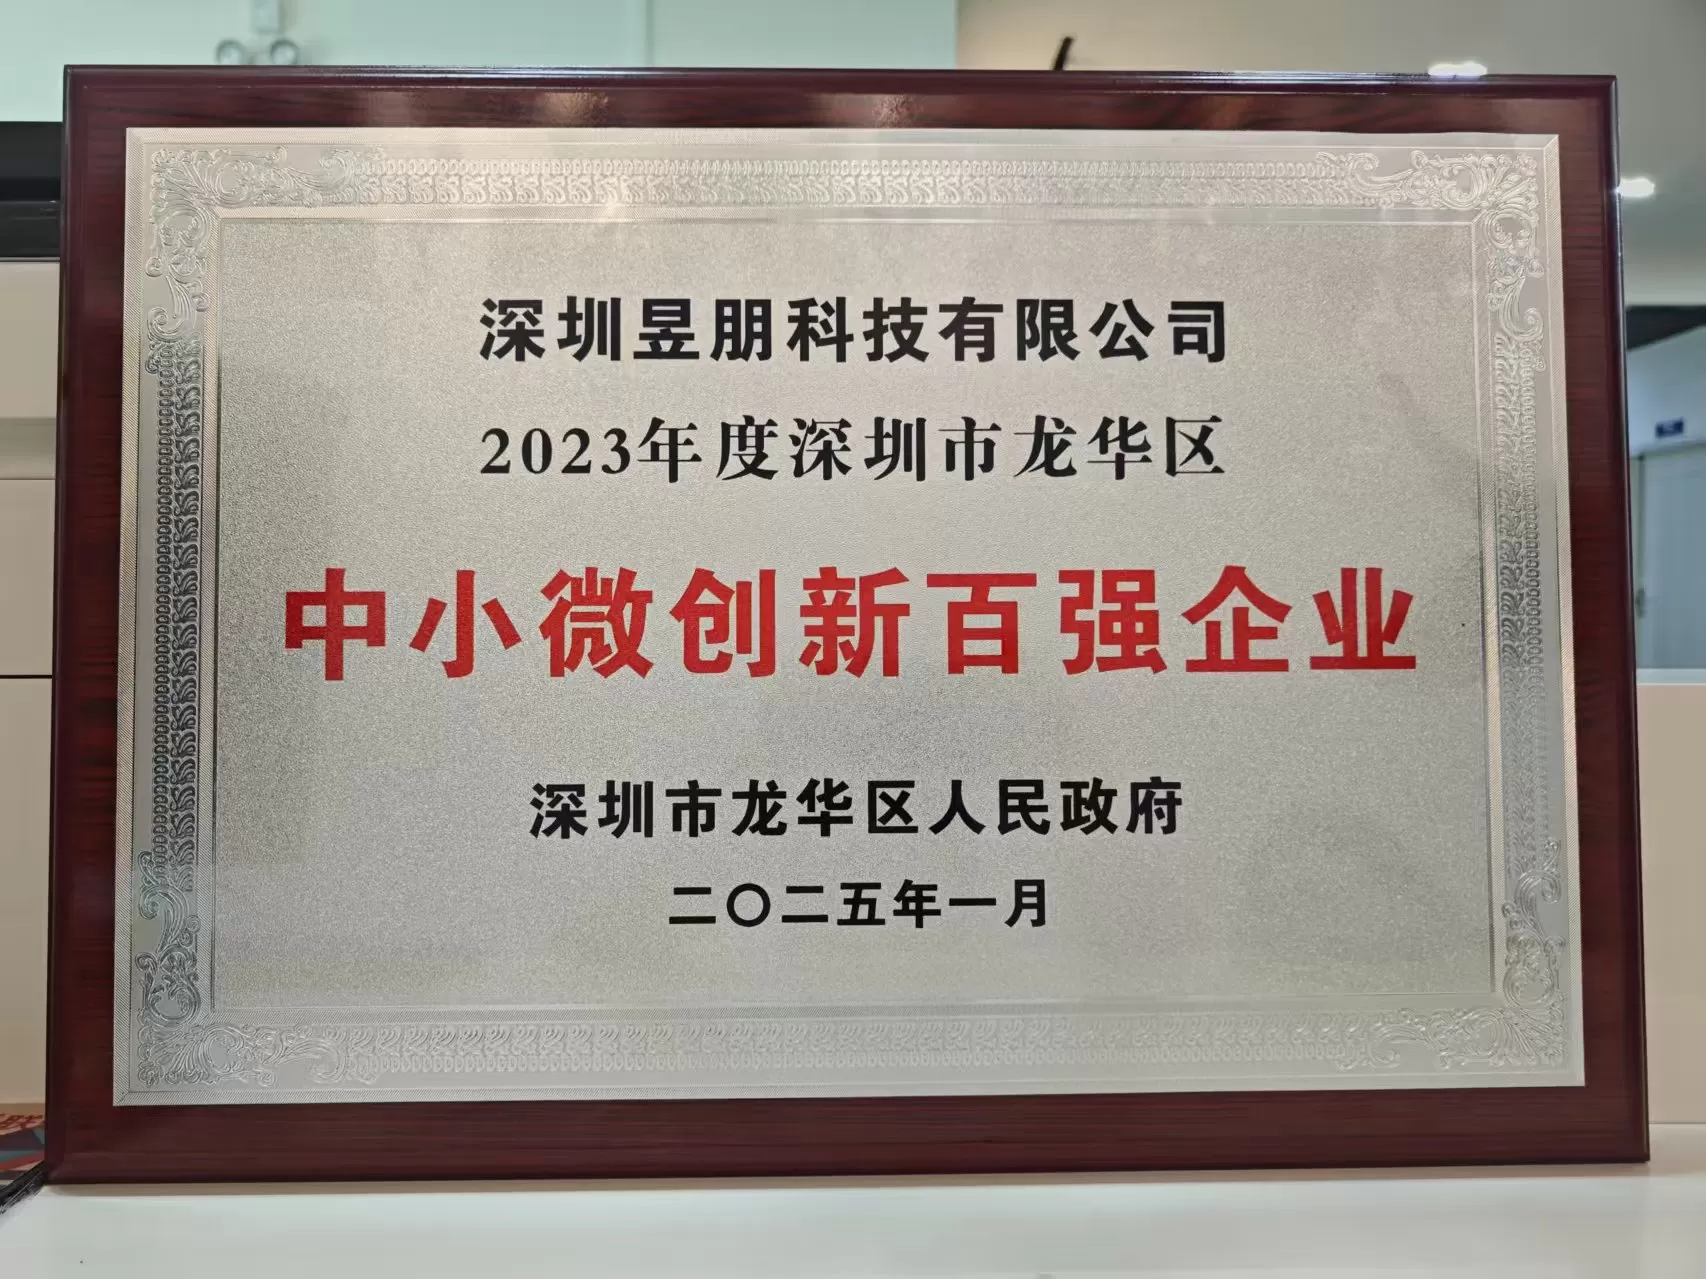 深圳昱朋科技有限公司
2023年度深圳市龙华区
中小微创新百强企业
深圳市龙华区人民政府
二〇二五年一月